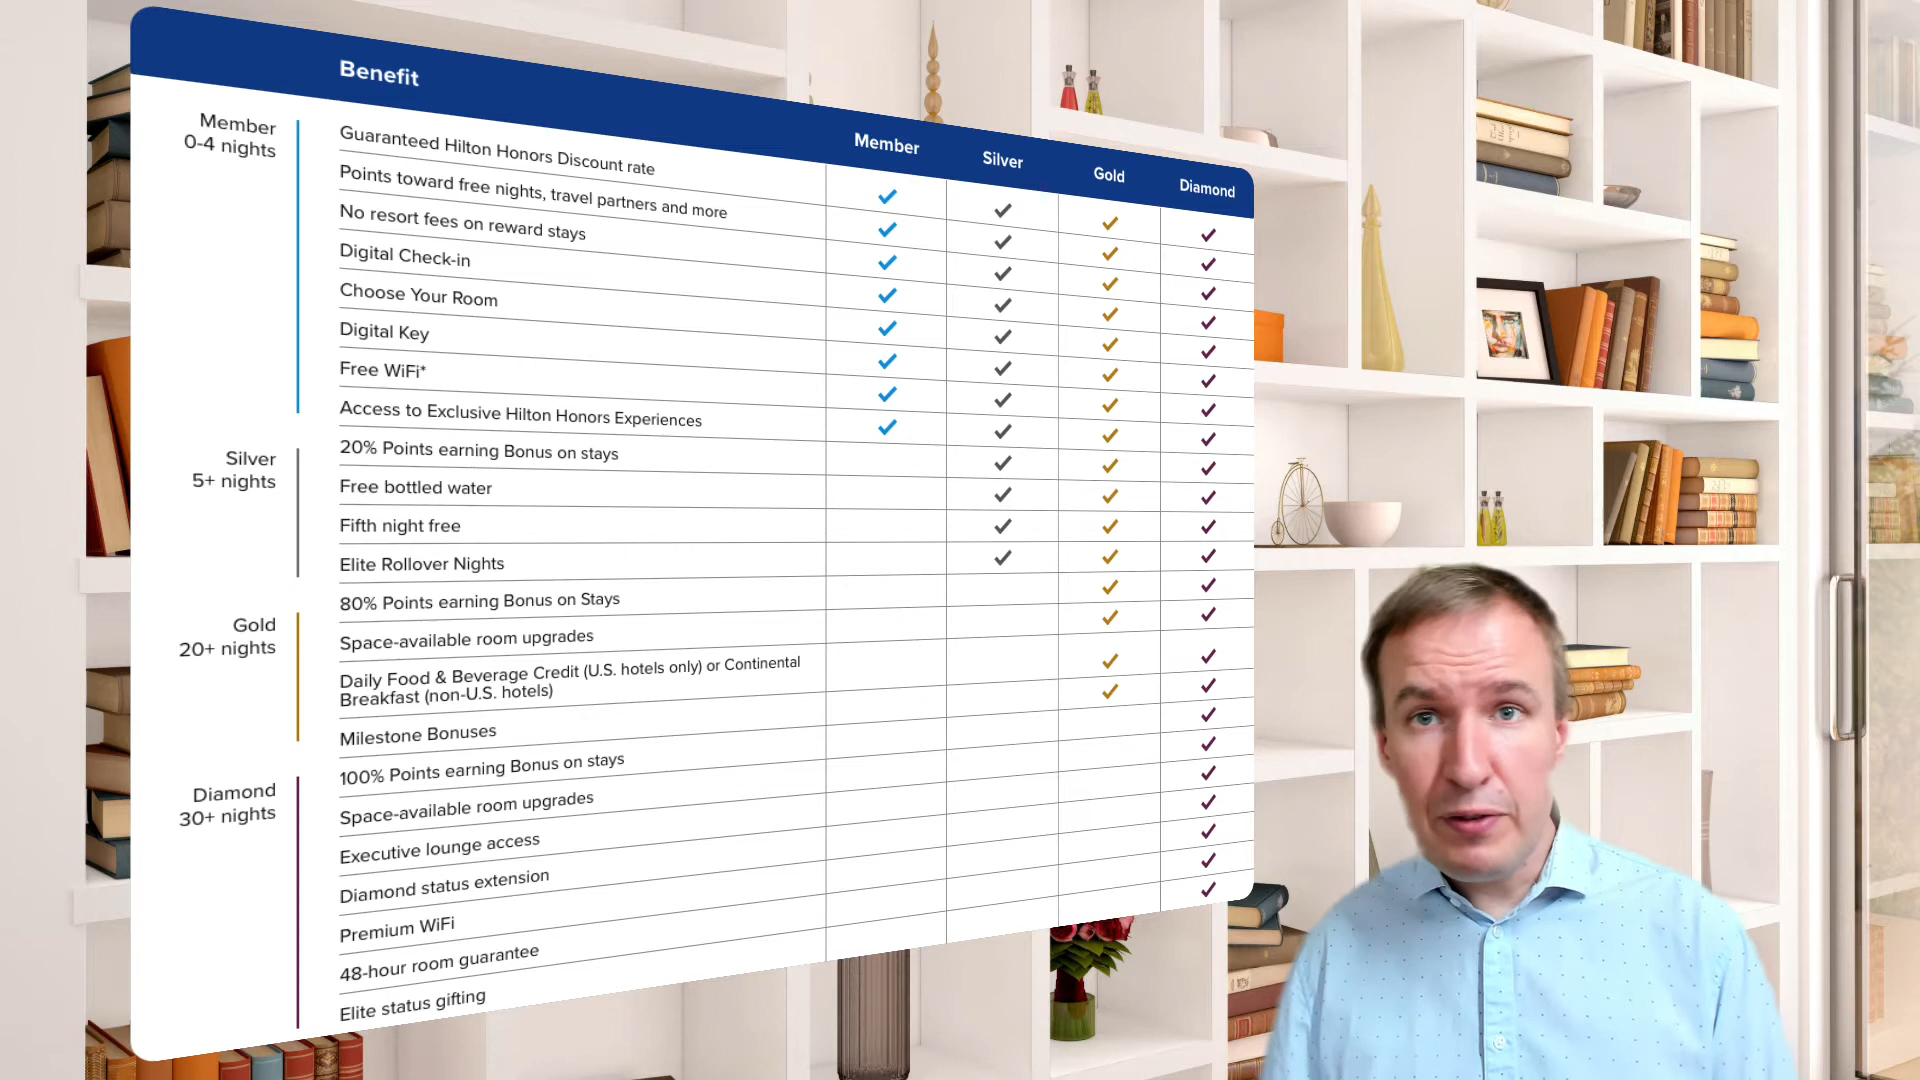 Benefit
Member
Silver
Gold
Diamond
Member
0-4 nights
Guaranteed Hilton Honors Discount rate
Points toward free nights, travel partners and more
No resort fees on reward stays
Digital Check-in
Choose Your Room
Digital Key
Free WiFi*
Access to Exclusive Hilton Honors Experiences
Silver
5+ nights
20% Points earning Bonus on stays
Free bottled water
Fifth night free
Elite Rollover Nights
Gold
20+ nights
80% Points earning Bonus on Stays
Space-available room upgrades
Daily Food & Beverage Credit (U.S. hotels only) or Continental
Breakfast (non-U.S. hotels)
Milestone Bonuses
Diamond
30+ nights
100% Points earning Bonus on stays
Space-available room upgrades
Executive lounge access
Diamond status extension
Premium WiFi
48-hour room guarantee
Elite status gifting